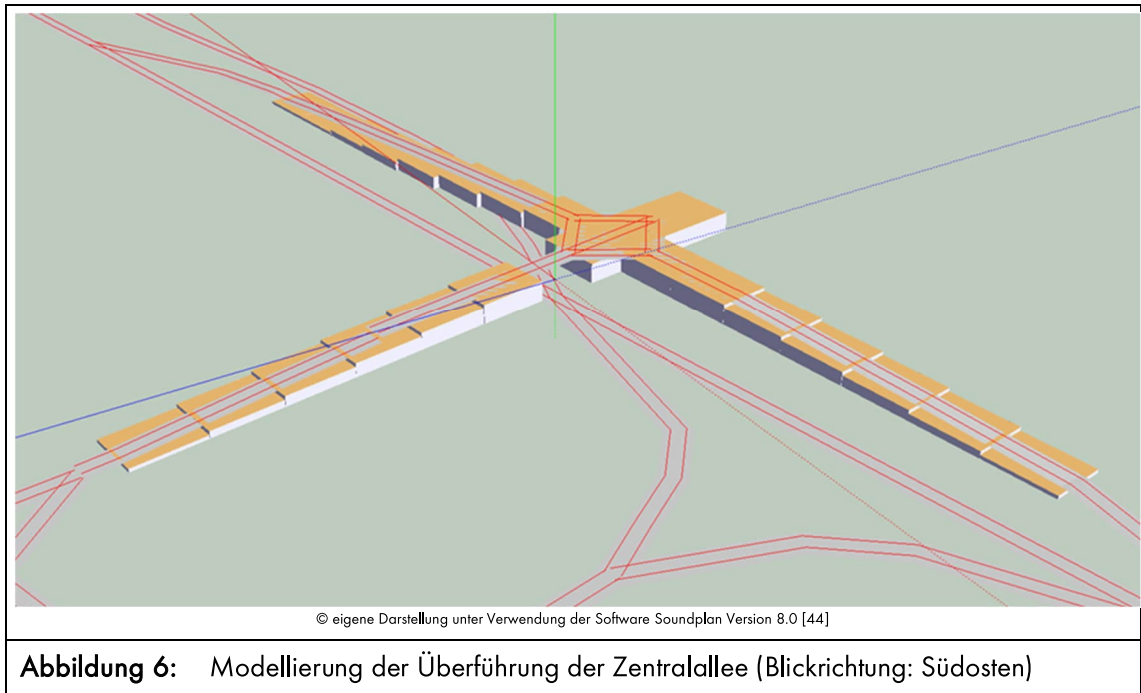 © eigene Darstellung unter Verwendung der Software Soundplan Version 8.0 [44]
Abbildung 6: Modellierung der Überführung der Zentralallee (Blickrichtung: Südosten)